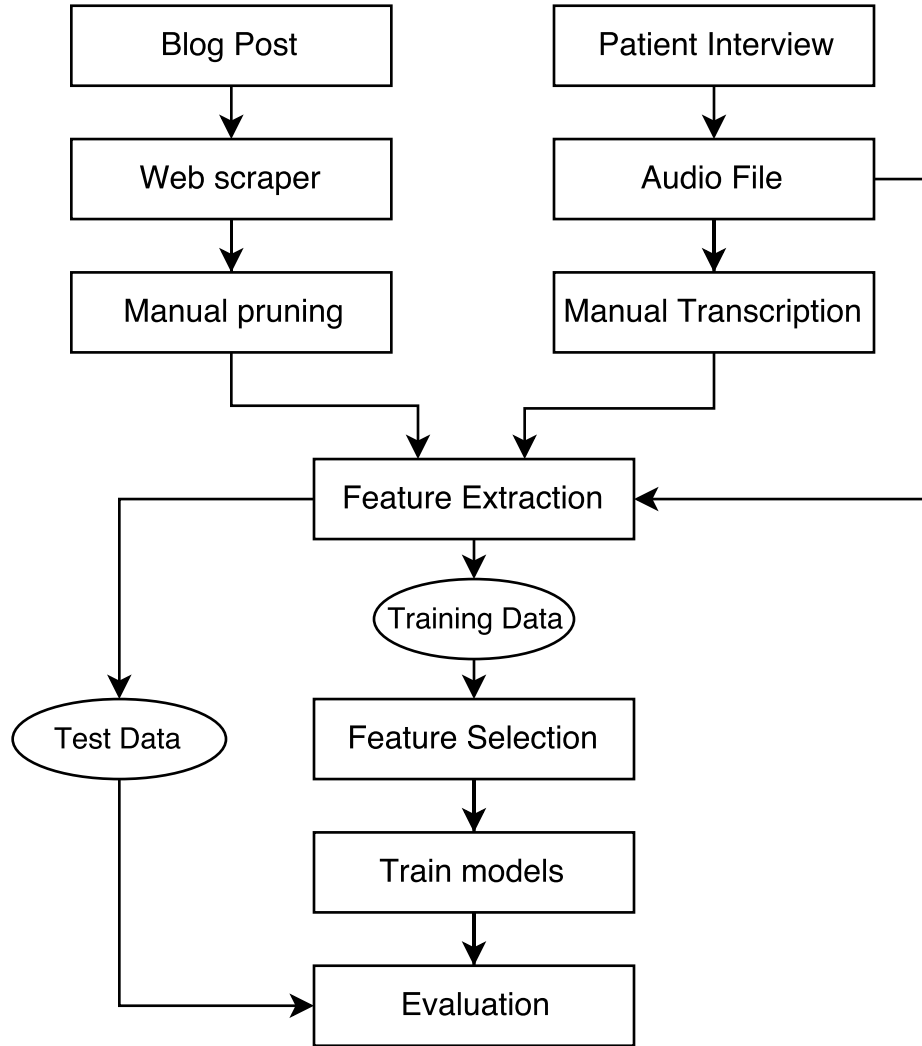 Blog Post
Patient Interview
Web scraper
Audio File
Manual pruning
Manual Transcription
Feature Extraction
Training Data
Feature Selection
Test Data
Train models
Evaluation